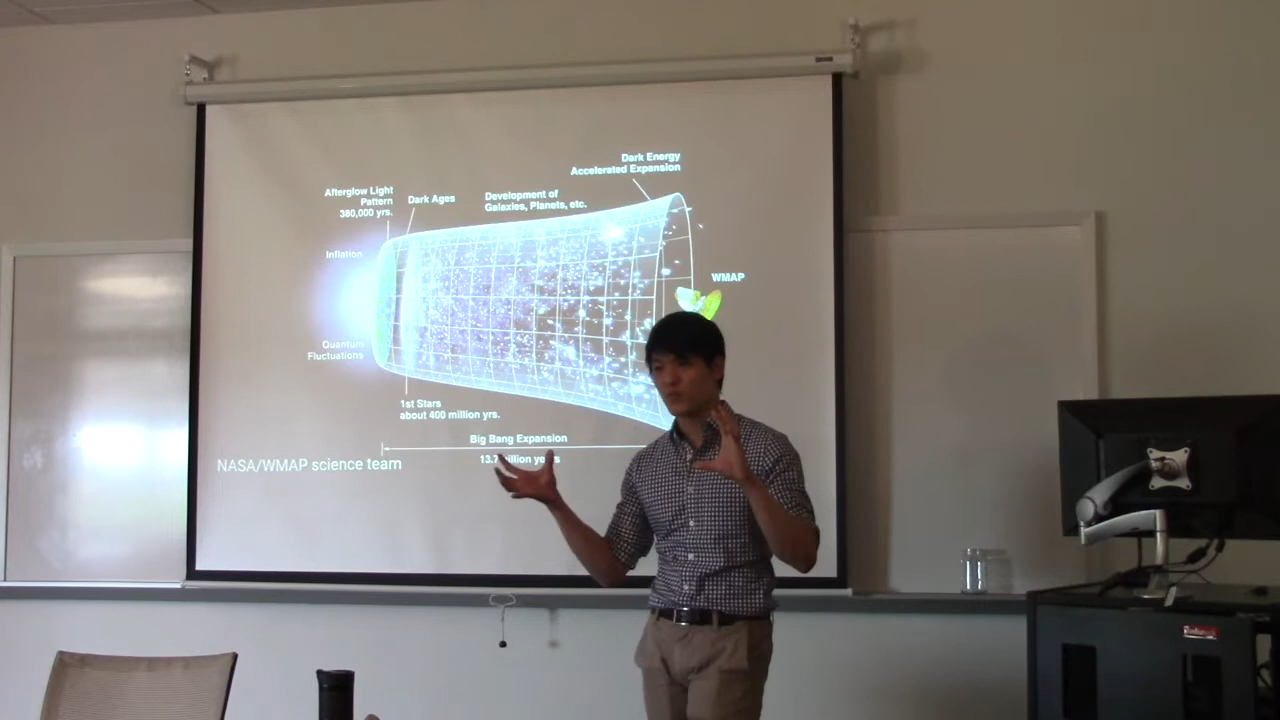 Dark Energy
Accelerated Expansion
Afterglow Light
Pattern
380,000 yrs.
Dark Ages
Development of
Galaxies, Planets, etc.
Inflation
WMAP
Quantum
Fluctuations
1st Stars
about 400 million yrs.
Big Bang Expansion
NASA/WMAP science team